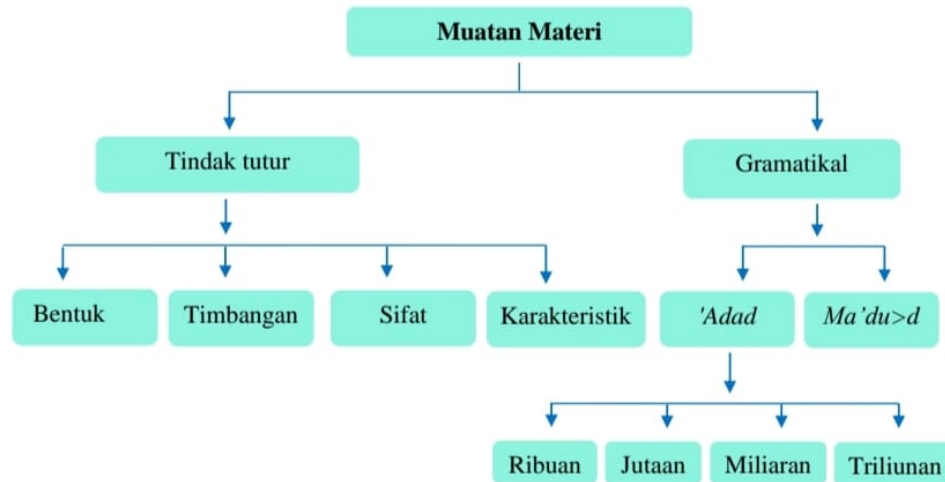 Muatan Materi
Tindak tutur
Gramatikal
Bentuk
Timbangan
Sifat
Karakteristik
'Adad
Ma’du>d
Ribuan
Jutaan
Miliaran
Triliunan